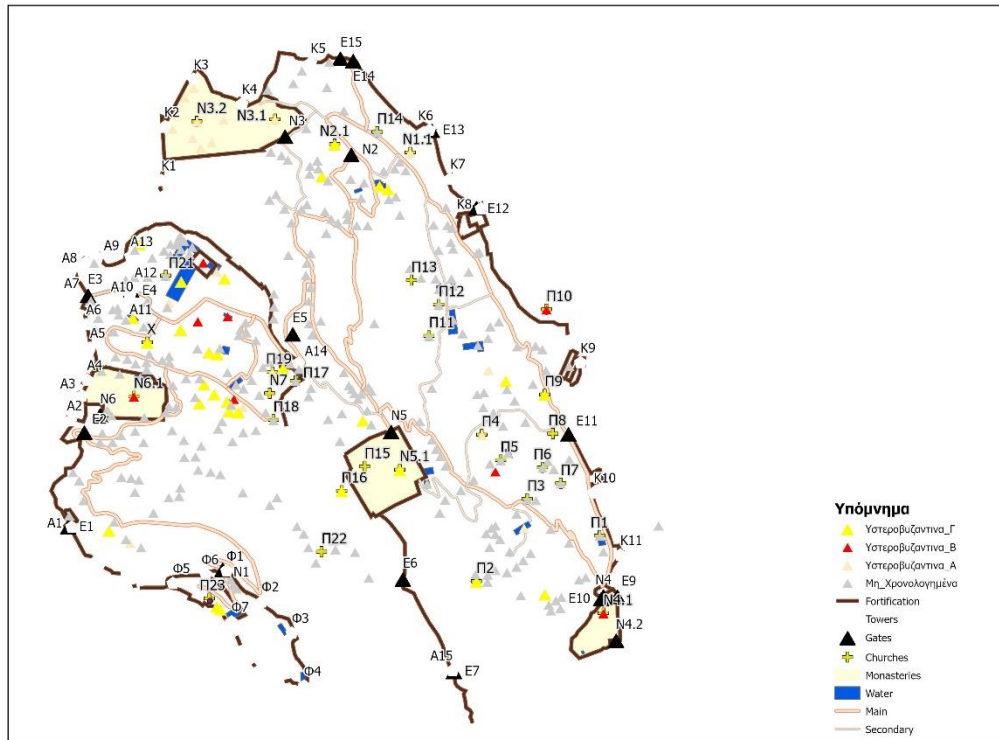 K5 E15
K3 E14
K4
K2 N3.2 N3.1 N3 N2.1 Π14 K6 E13
N1.1
N2
K1 K7
K8 E12
A13
A9
A8 Π21
A12 Π13
A7 E3 A10 E4
A6 Π12 Π10
A11
A5 X E5 Π11
A14 K9
A4 Π19
A3 N6.1 N7 Π17 Π9
A2 N6
E2 Π18 N5 Π4 Π8 E11
Π15 N5.1 Π5 Π6
Π16 Π7 K10
Π3
A1 E1 Π1
Π22 K11
Φ6 Φ1
Φ5 N1 E6 Π2 N4 E9
Π23 Φ2 E10 N4.1
Φ7
Φ3 N4.2
A15
Φ4 E7
Υπόμνημα
Υστεροβυζαντινα_Γ
Υστεροβυζαντινα_Β
Υστεροβυζαντινα_Α
Μη_Χρονολογημένα
Fortification
Towers
Gates
Churches
Monasteries
Water
Main
Secondary